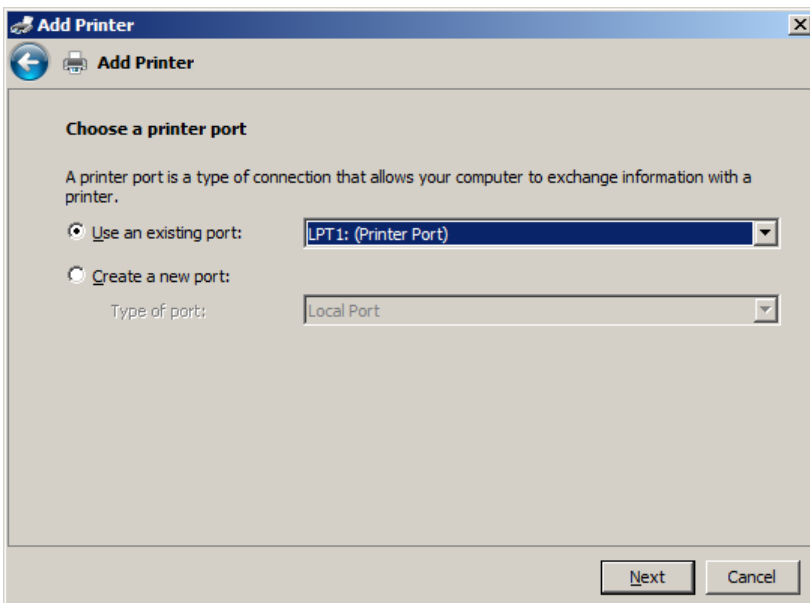 Add Printer
Add Printer
Choose a printer port
A printer port is a type of connection that allows your computer to exchange information with a
printer.
Use an existing port: LPT1: (Printer Port)
Create a new port:
Type of port: Local Port
Next Cancel